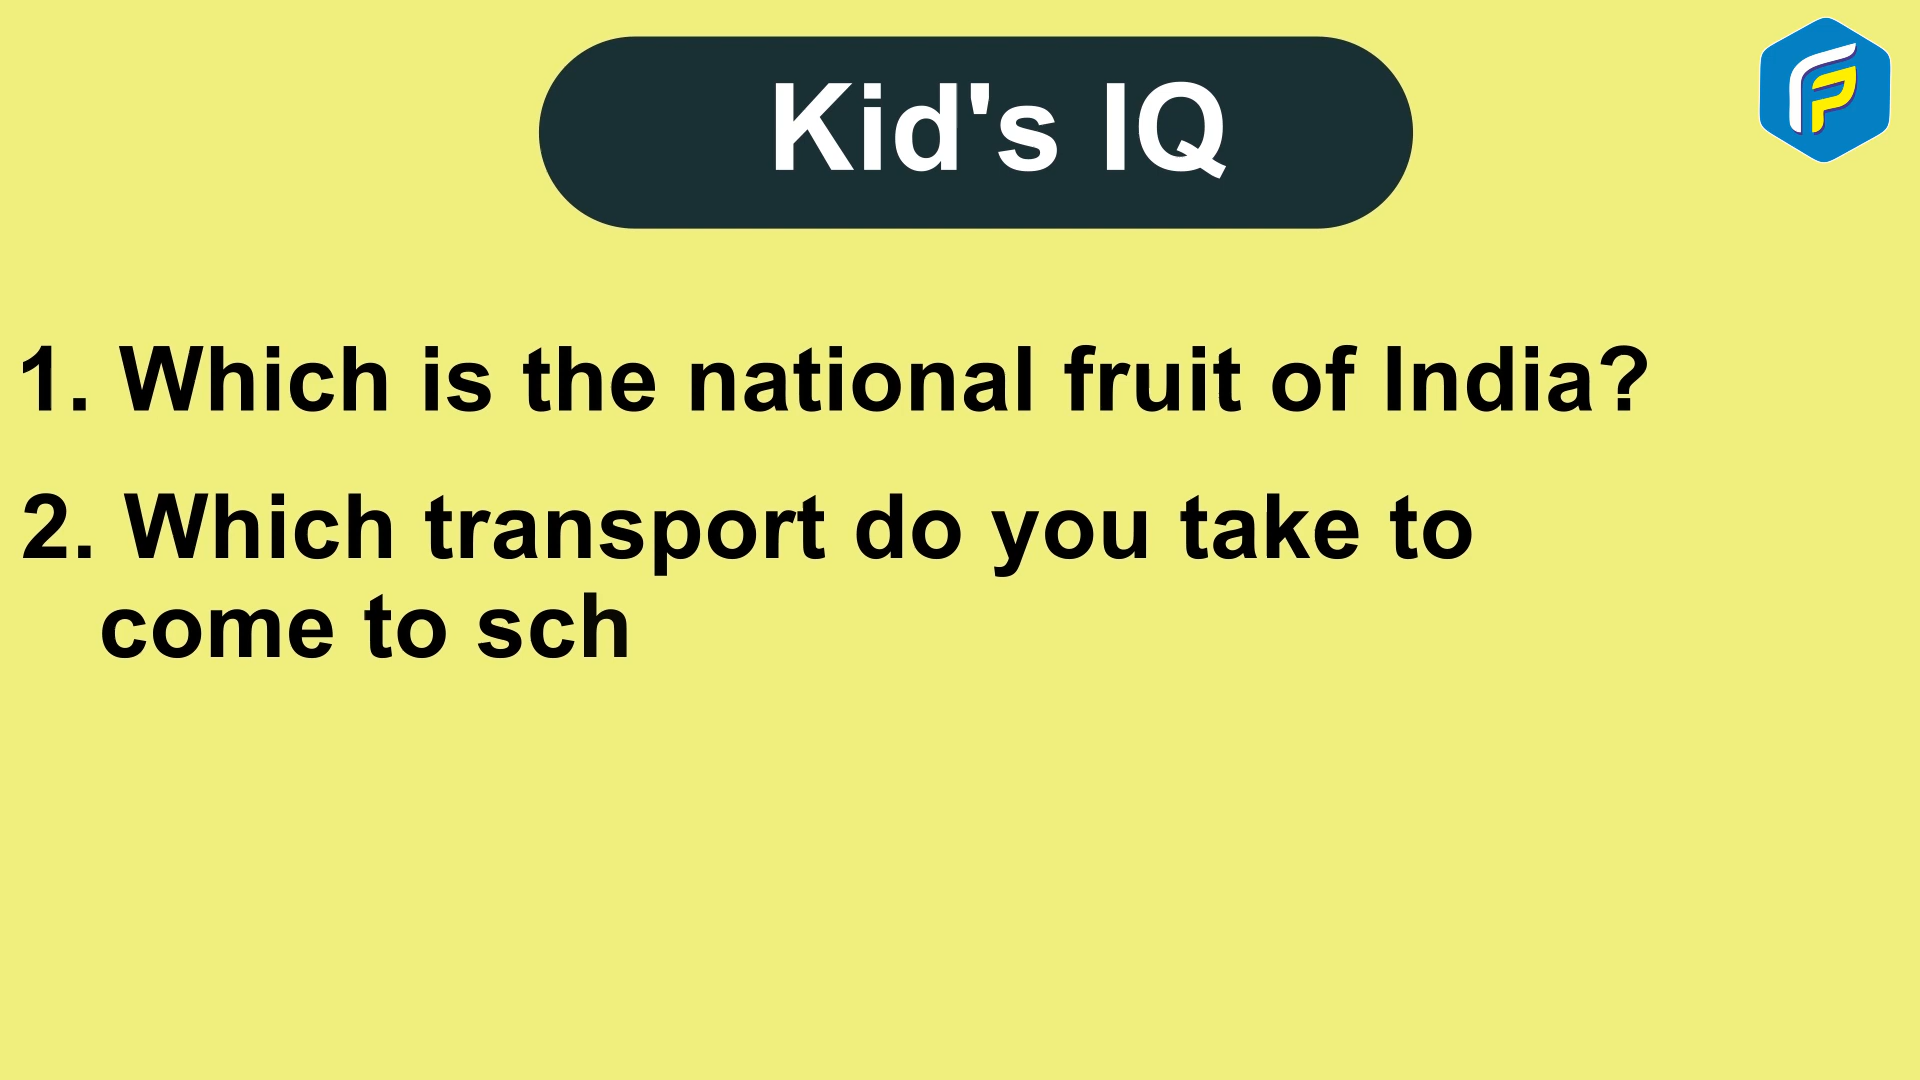 Kid's IQ
1. Which is the national fruit of India?
2. Which transport do you take to
come to sch